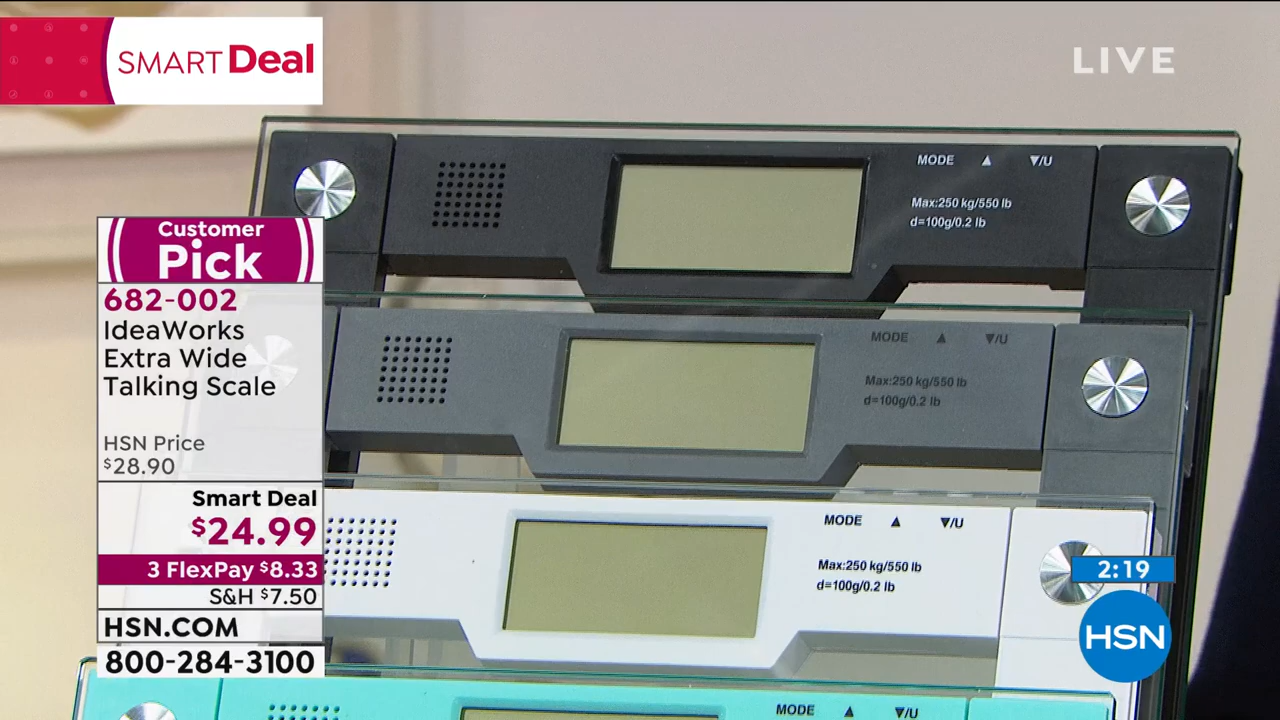 SMART Deal
LIVE
MODE ▲ ▼/U
Max:250 kg/550 lb
d=100g/0.2 lb
Customer
Pick
682-002
IdeaWorks
Extra Wide
Talking Scale
HSN Price
$28.90
Smart Deal
$24.99
3 FlexPay $8.33
S&H $7.50
HSN.COM
800-284-3100
MODE ▲ ▼/U
Max:250 kg/550 lb
d=100g/0.2 lb
MODE ▲ ▼/U
Max:250 kg/550 lb
d=100g/0.2 lb
2:19
HSN
MODE ▲ ▼/U